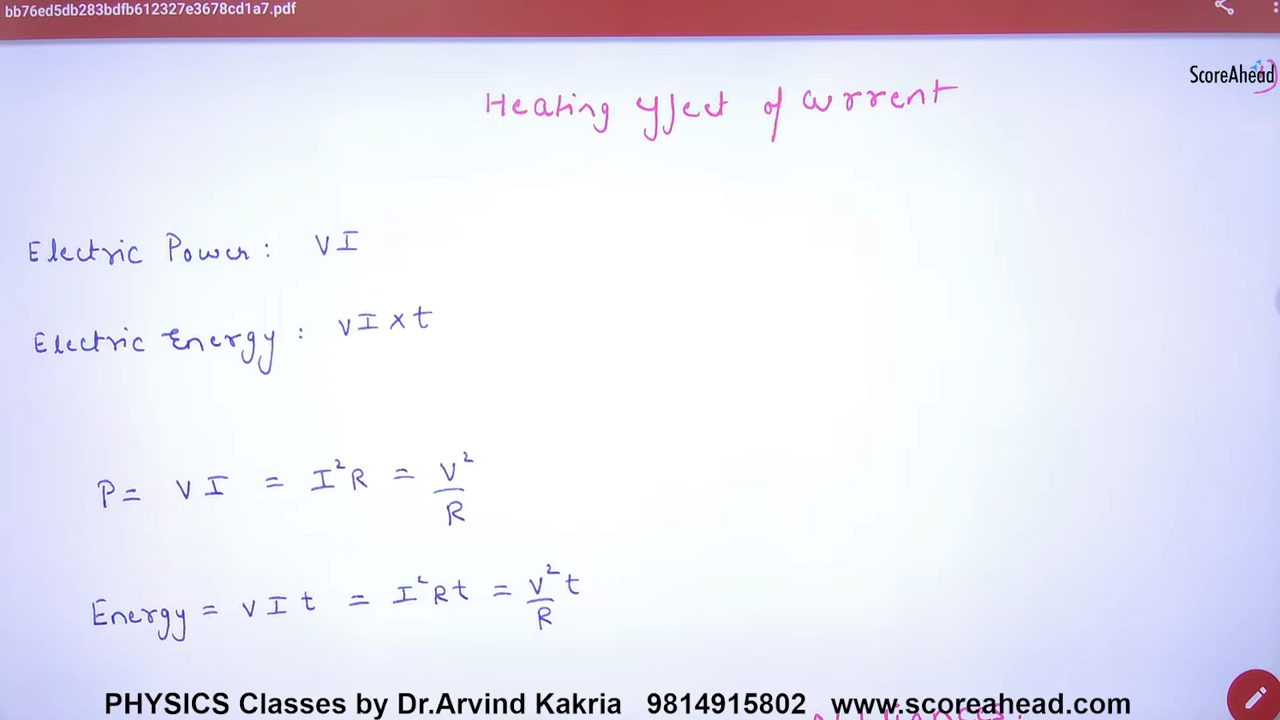 bb76ed5db283bdfb612327e3678cd1a7.pdf
ScoreAhead
Heating effect of current
Electric Power: VI
Electric Energy: VI × t
P = VI = I²R = V²/R
Energy = VIt = I²Rt = V²/R t
PHYSICS Classes by Dr.Arvind Kakria 9814915802 www.scoreahead.com